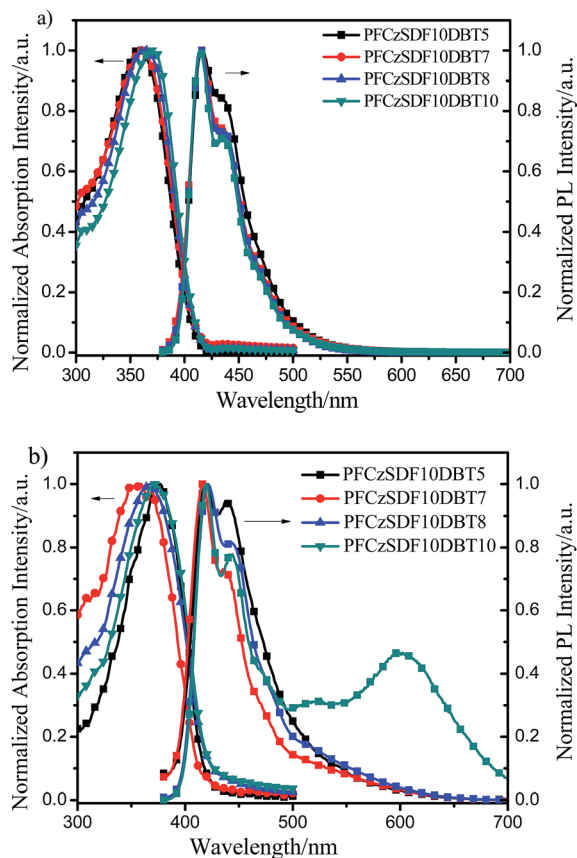 a)
PFCzSDF10DBT5
PFCzSDF10DBT7
PFCzSDF10DBT8
PFCzSDF10DBT10
Normalized Absorption Intensity/a.u.
1.0
0.8
0.6
0.4
0.2
0.0
1.0
0.8
0.6
0.4
0.2
0.0
Normalized PL Intensity/a.u.
300 350 400 450 500 550 600 650 700
Wavelength/nm
b)
PFCzSDF10DBT5
PFCzSDF10DBT7
PFCzSDF10DBT8
PFCzSDF10DBT10
Normalized Absorption Intensity/a.u.
1.0
0.8
0.6
0.4
0.2
0.0
1.0
0.8
0.6
0.4
0.2
0.0
Normalized PL Intensity/a.u.
300 350 400 450 500 550 600 700
Wavelength/nm